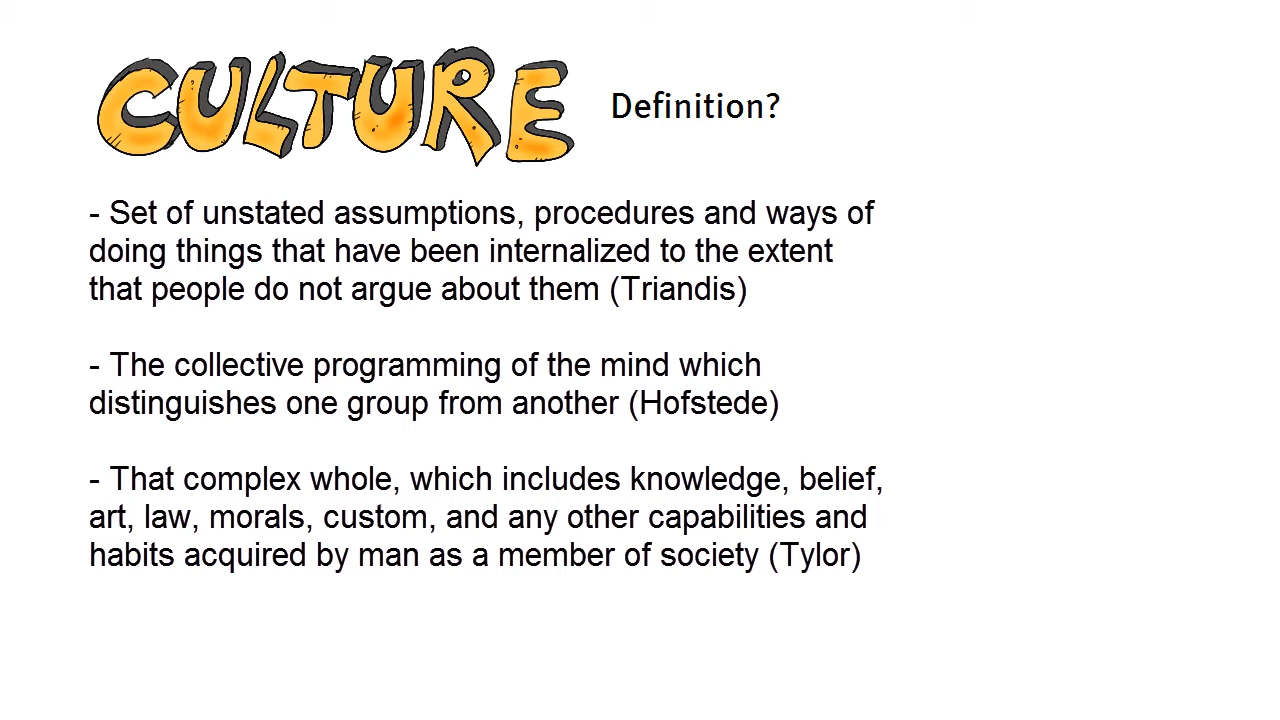 CULTURE Definition?
- Set of unstated assumptions, procedures and ways of
doing things that have been internalized to the extent
that people do not argue about them (Triandis)
- The collective programming of the mind which
distinguishes one group from another (Hofstede)
- That complex whole, which includes knowledge, belief,
art, law, morals, custom, and any other capabilities and
habits acquired by man as a member of society (Tylor)